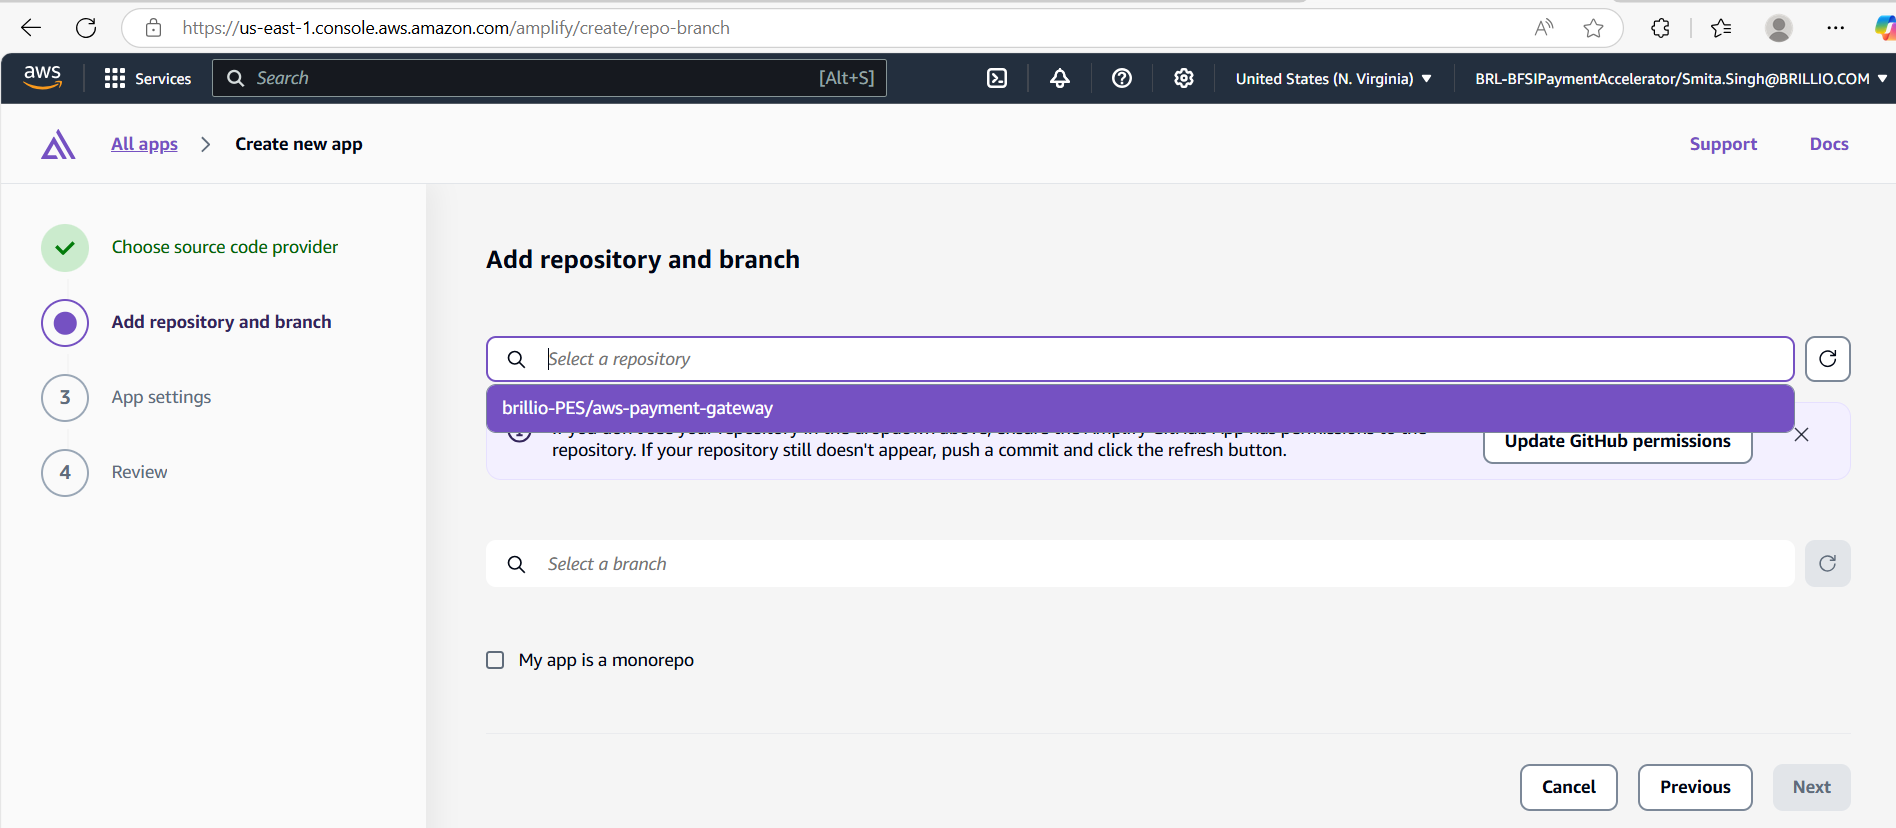 https://us-east-1.console.aws.amazon.com/amplify/create/repo-branch
aws
Services
Search
[Alt+S]
United States (N. Virginia)
BRL-BFSIPaymentAccelerator/Smita.Singh@BRILLIO.COM
All apps
Create new app
Support
Docs
Choose source code provider
Add repository and branch
3
App settings
4
Review
Add repository and branch
Select a repository
brillio-PES/aws-payment-gateway
repository. If your repository still doesn't appear, push a commit and click the refresh button.
Update GitHub permissions
Select a branch
My app is a monorepo
Cancel
Previous
Next